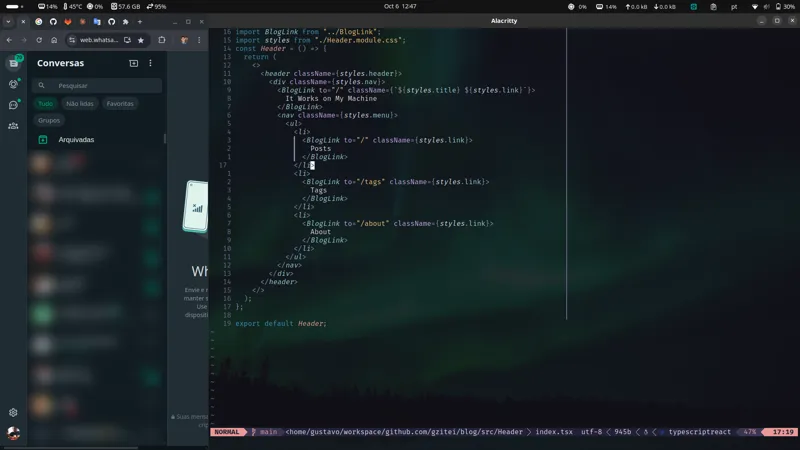 14% 45°C 0% 57.6 GB 95%
Oct 6 12:47
0% 14% 0.0 kB 0.0 kB pt 30%
web.whatsa...
Alacritty
Conversas
Pesquisar
Tudo Não lidas Favoritas
Grupos
Arquivadas
Wh
Envie e r
manter s
Use
disposit
Suas mensa
16 import BlogLink from "../BlogLink";
15 import styles from "./Header.module.css";
14 const Header = () => {
13 return (
12 <>
11 <header className={styles.header}>
10 <div className={styles.nav}>
9 <BlogLink to="/" className={`${styles.title} ${styles.link}`}>
8 It Works on My Machine
7 </BlogLink>
6 <nav className={styles.menu}>
5 <ul>
4 <li>
3 <BlogLink to="/" className={styles.link}>
2 Posts
1 </BlogLink>
17 </li>
1 <li>
2 <BlogLink to="/tags" className={styles.link}>
3 Tags
4 </BlogLink>
5 </li>
6 <li>
7 <BlogLink to="/about" className={styles.link}>
8 About
9 </BlogLink>
10 </li>
11 </ul>
12 </nav>
13 </div>
14 </header>
15 </>
16 );
17 };
18
19 export default Header;
NORMAL main </home/gustavo/workspace/github.com/gzitei/blog/src/Header > index.tsx utf-8 < 945b < < typescriptreact 47% 17:19